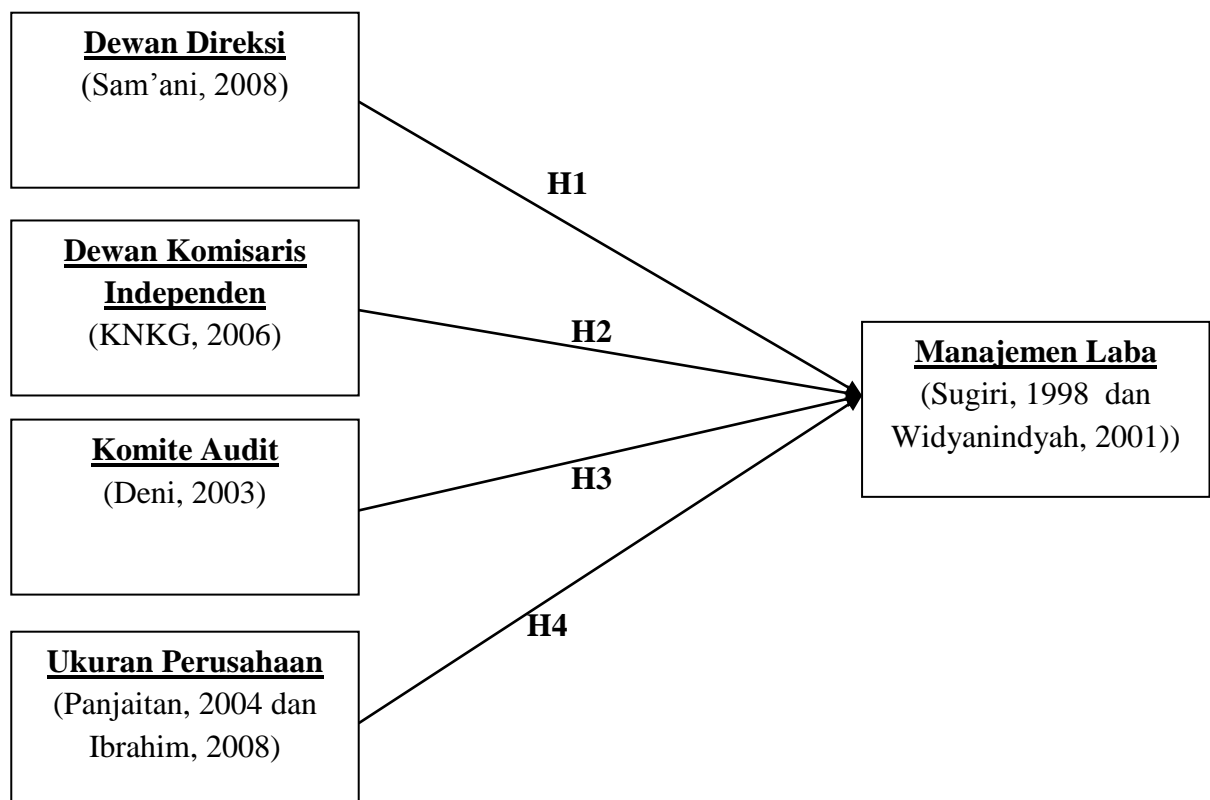 Dewan Direksi
(Sam’ani, 2008)
H1
Dewan Komisaris
Independen
(KNKG, 2006)
H2
Manajemen Laba
(Sugiri, 1998 dan
Widyanindyah, 2001))
Komite Audit
(Deni, 2003)
H3
H4
Ukuran Perusahaan
(Panjaitan, 2004 dan
Ibrahim, 2008)